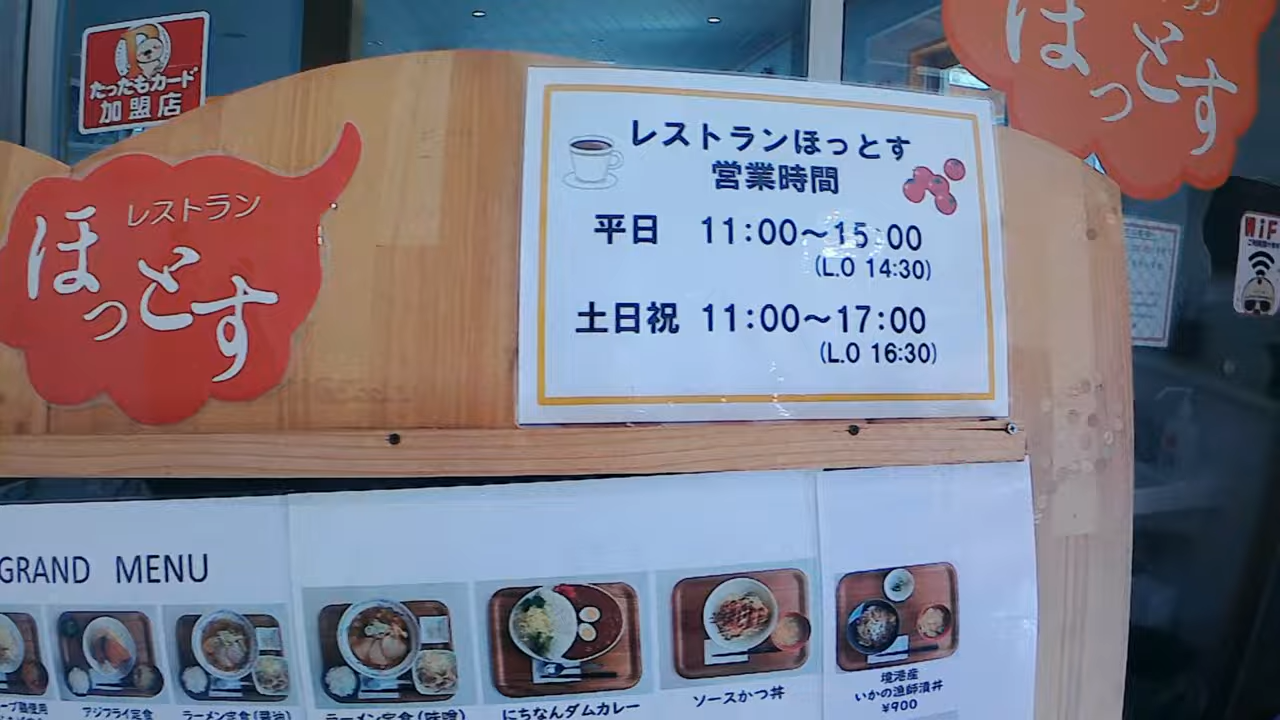 たったもカード
加盟店
ほっとす
レストラン
ほっとす
レストランほっとす
営業時間
平日 11:00～15:00
(L.O 14:30)
土日祝 11:00～17:00
(L.O 16:30)
WiF
GRAND MENU
アジフライ定食
ラーメン定食(醤油)
ラーメン定食(味噌)
にちなんダムカレー
ソースかつ丼
境港産
いかの漁師漬丼
¥900